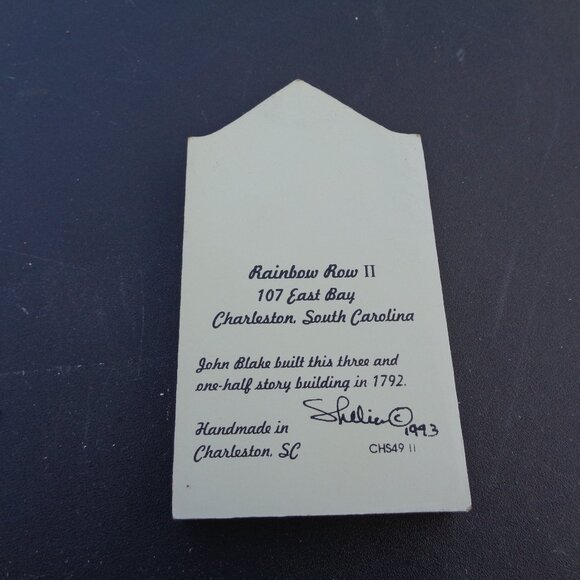 Rainbow Row II
107 East Bay
Charleston, South Carolina
John Blake built this three and
one-half story building in 1792.
Shelia © 1993
Handmade in
Charleston, SC
CHS49 II